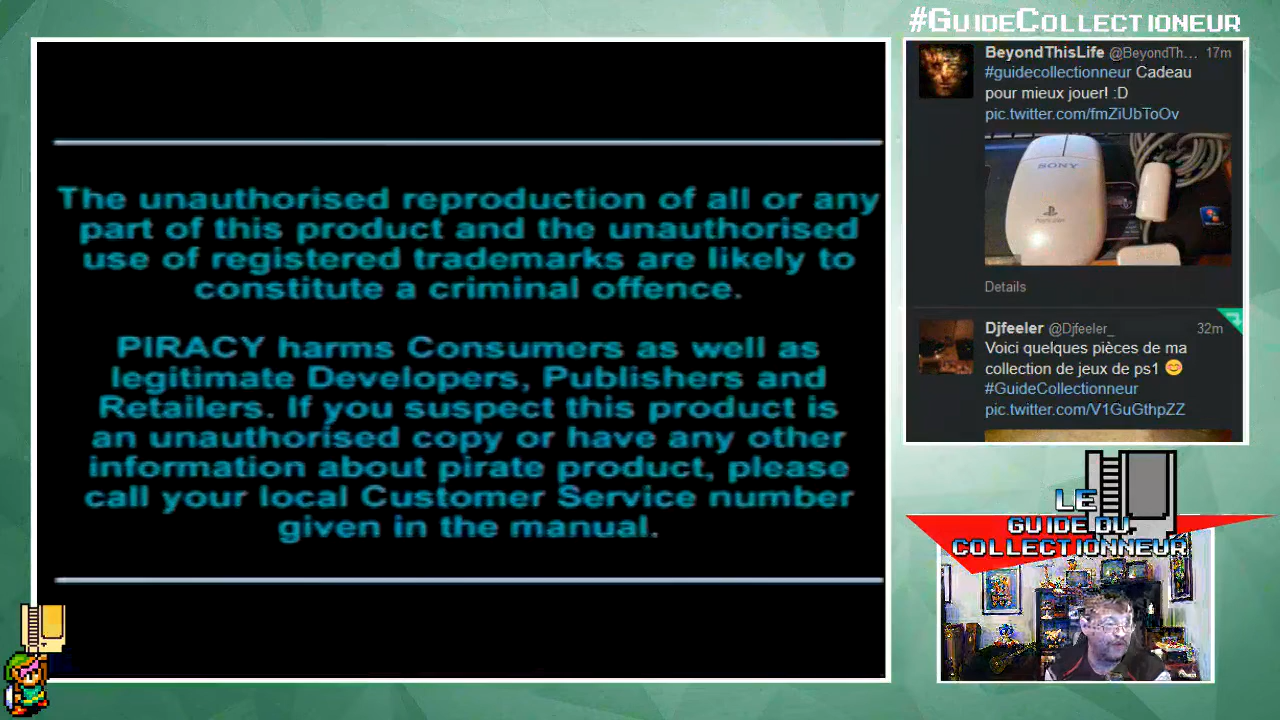 #GUIDECOLLECTIONEUR
The unauthorised reproduction of all or any
part of this product and the unauthorised
use of registered trademarks are likely to
constitute a criminal offence.
PIRACY harms Consumers as well as
legitimate Developers, Publishers and
Retailers. If you suspect this product is
an unauthorised copy or have any other
information about pirate product, please
call your local Customer Service number
given in the manual.
BeyondThisLife @BeyondTh... 17m
#guidecollectionneur Cadeau
pour mieux jouer! :D
pic.twitter.com/fmZiUbToOv
SONY
PlayStation
Details
Djfeeler @Djfeeler_ 32m
Voici quelques pièces de ma
collection de jeux de ps1 😊
#GuideCollectionneur
pic.twitter.com/V1GuGthpZZ
LE
GUIDE DU
COLLECTIONNEUR